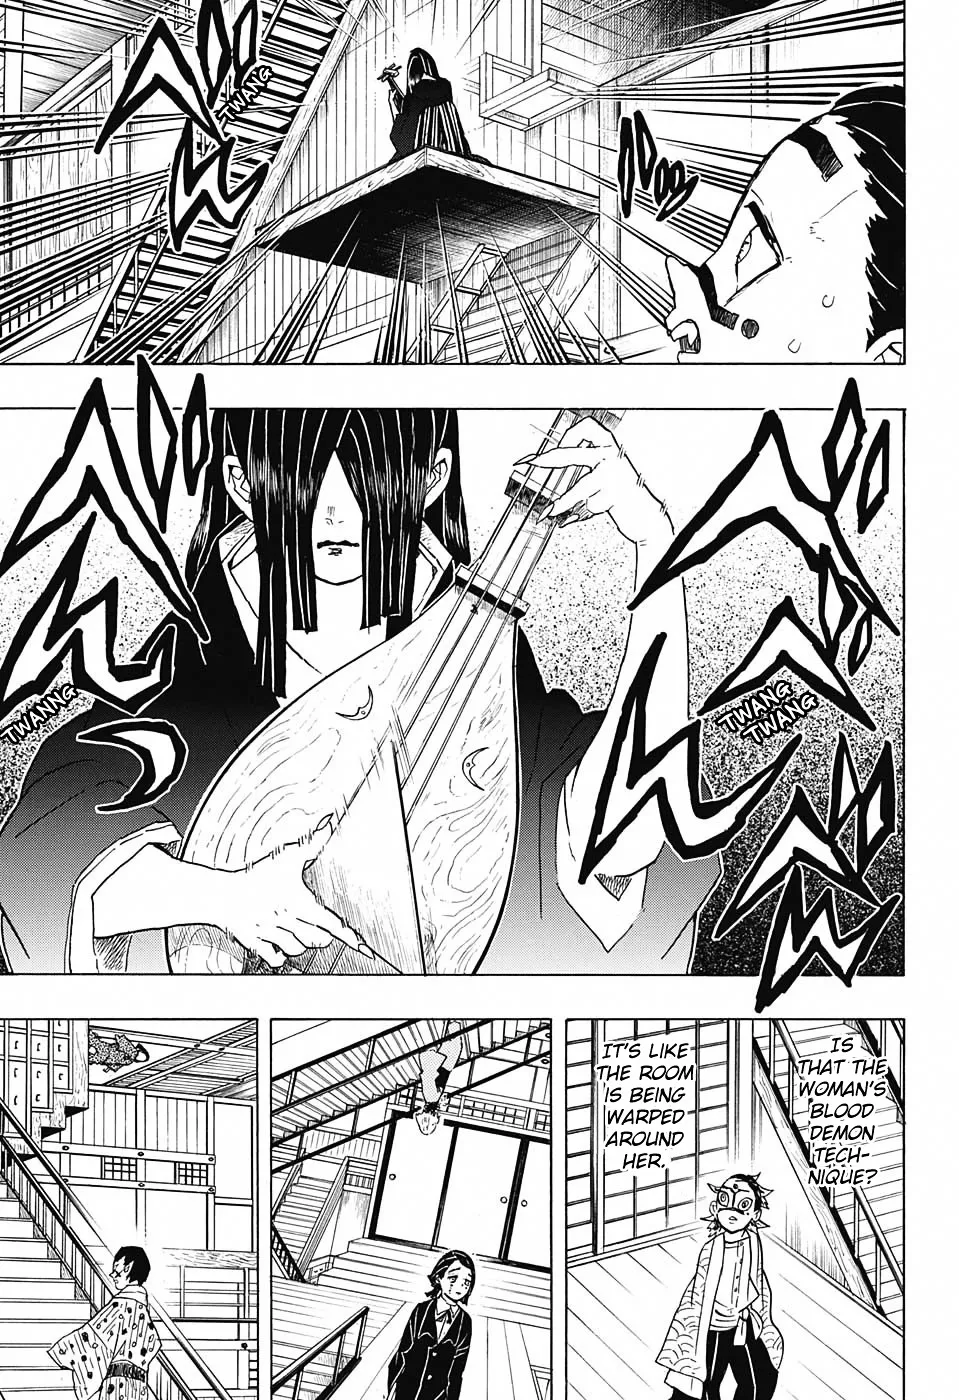 TWANG
TWANG
TWANG
TWANG
TWANNG
IS
THAT THE
WOMAN'S
BLOOD
DEMON
TECH-
NIQUE?
IT'S LIKE
THE ROOM
IS BEING
WARPED
AROUND
HER.